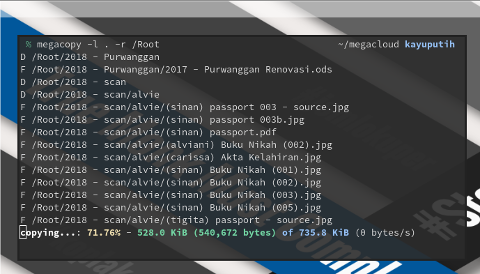 % megacopy -l . -r /Root ~/megacloud kayuputih
D /Root/2018 - Purwanggan
F /Root/2018 - Purwanggan/2017 - Purwanggan Renovasi.ods
D /Root/2018 - scan
D /Root/2018 - scan/alvie
F /Root/2018 - scan/alvie/(sinan) passport 003 - source.jpg
F /Root/2018 - scan/alvie/(sinan) passport 003b.jpg
F /Root/2018 - scan/alvie/(sinan) passport.pdf
F /Root/2018 - scan/alvie/(alviani) Buku Nikah (002).jpg
F /Root/2018 - scan/alvie/(carissa) Akta Kelahiran.jpg
F /Root/2018 - scan/alvie/(sinan) Buku Nikah (001).jpg
F /Root/2018 - scan/alvie/(sinan) Buku Nikah (002).jpg
F /Root/2018 - scan/alvie/(sinan) Buku Nikah (003).jpg
F /Root/2018 - scan/alvie/(sinan) Buku Nikah (005).jpg
F /Root/2018 - scan/alvie/(tigita) passport - source.jpg
copying...: 71.76% - 528.0 KiB (540,672 bytes) of 735.8 KiB (0 bytes/s)